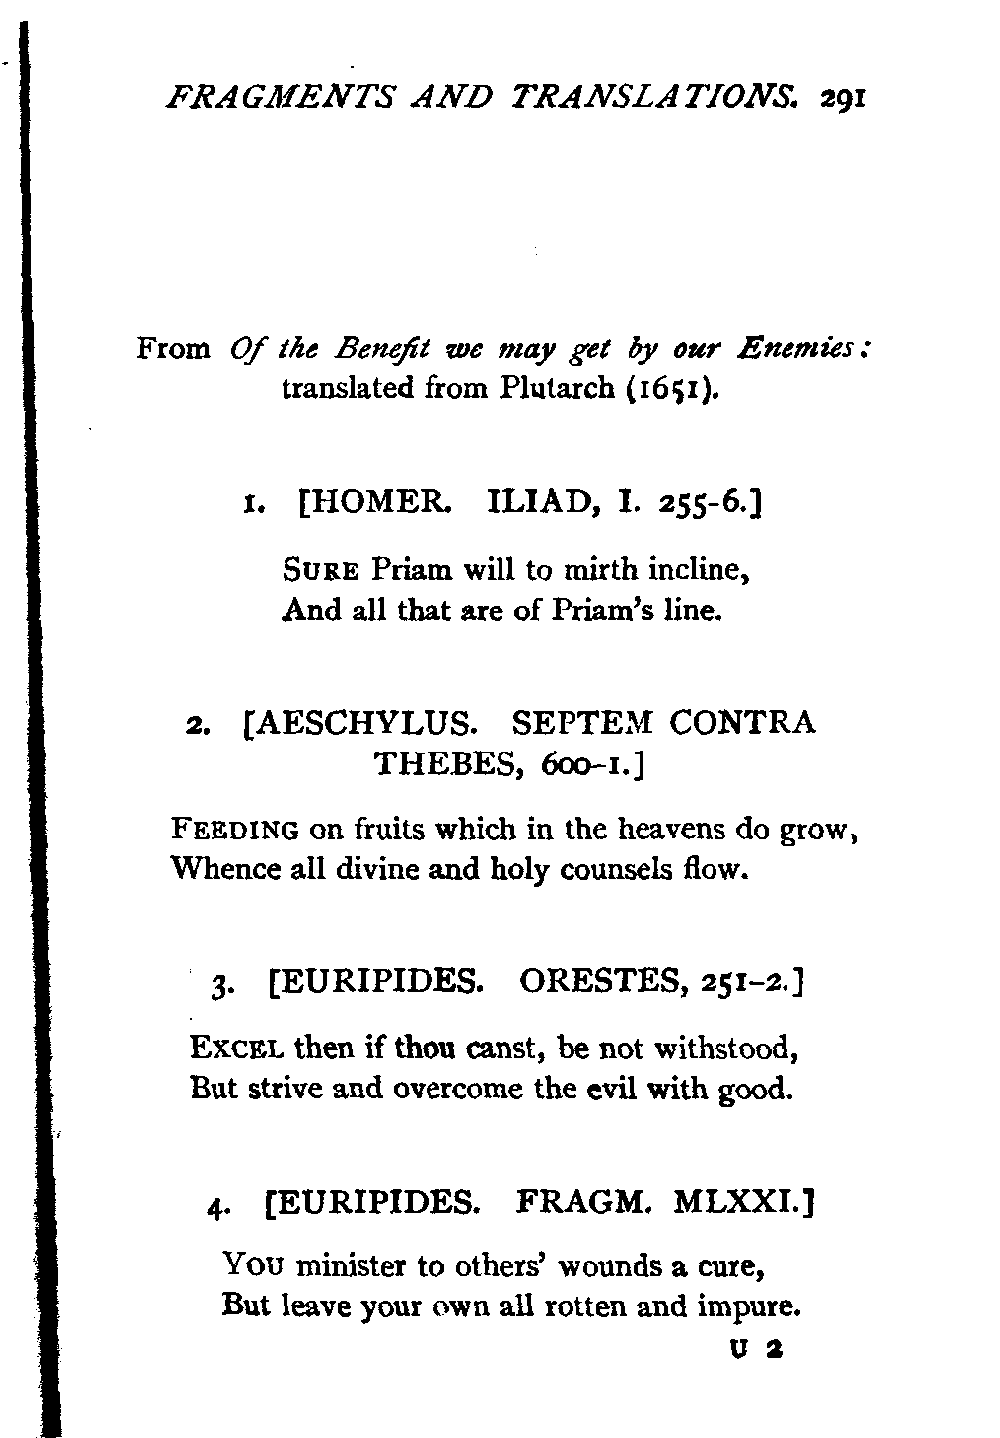 FRAGMENTS AND TRANSLATIONS. 291
From Of the Benefit we may get by our Enemies:
translated from Plutarch (1651).
1. [HOMER. ILIAD, I. 255-6.]
SURE Priam will to mirth incline,
And all that are of Priam's line.
2. [AESCHYLUS. SEPTEM CONTRA
THEBES, 600-1.]
FEEDING on fruits which in the heavens do grow,
Whence all divine and holy counsels flow.
3. [EURIPIDES. ORESTES, 251-2.]
EXCEL then if thou canst, be not withstood,
But strive and overcome the evil with good.
4. [EURIPIDES. FRAGM. MLXXI.]
YOU minister to others' wounds a cure,
But leave your own all rotten and impure.
U 2